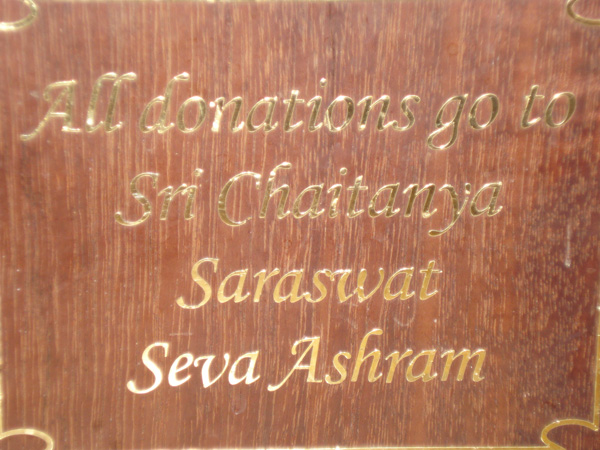 All donations go to
Sri Chaitanya
Saraswat
Seva Ashram